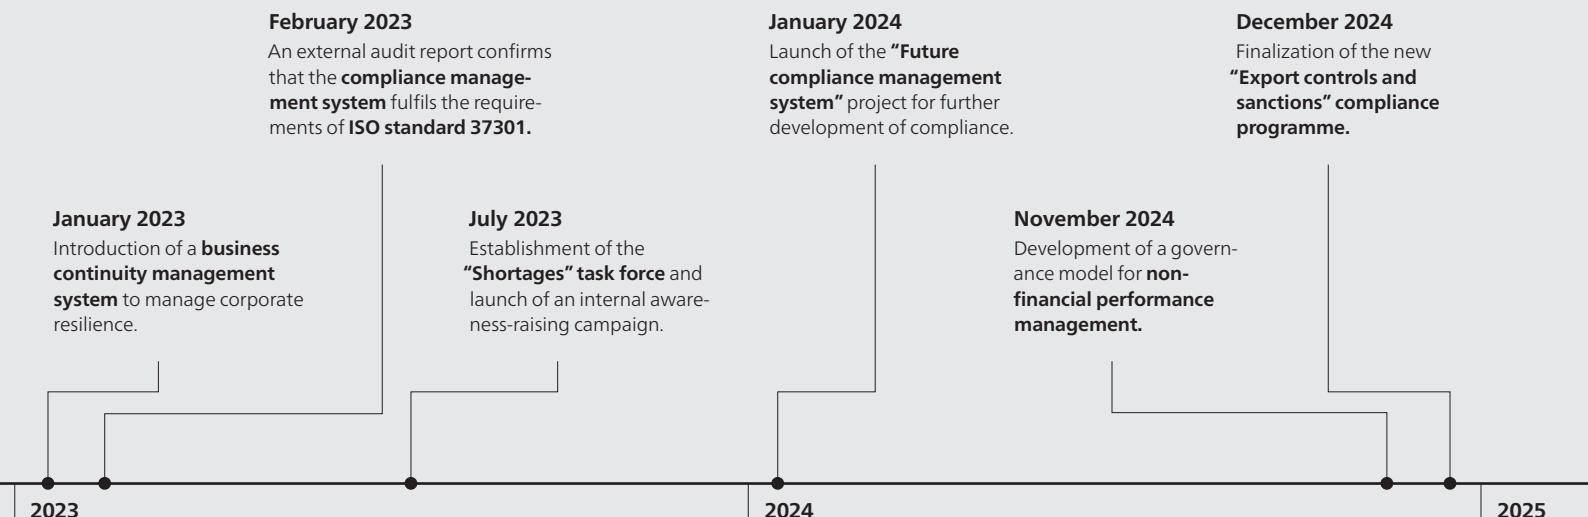 February 2023
An external audit report confirms
that the compliance manage-
ment system fulfils the require-
ments of ISO standard 37301.
January 2024
Launch of the “Future
compliance management
system” project for further
development of compliance.
December 2024
Finalization of the new
“Export controls and
sanctions” compliance
programme.
January 2023
Introduction of a business
continuity management
system to manage corporate
resilience.
July 2023
Establishment of the
“Shortages” task force and
launch of an internal aware-
ness-raising campaign.
November 2024
Development of a govern-
ance model for non-
financial performance
management.
2023
2024
2025